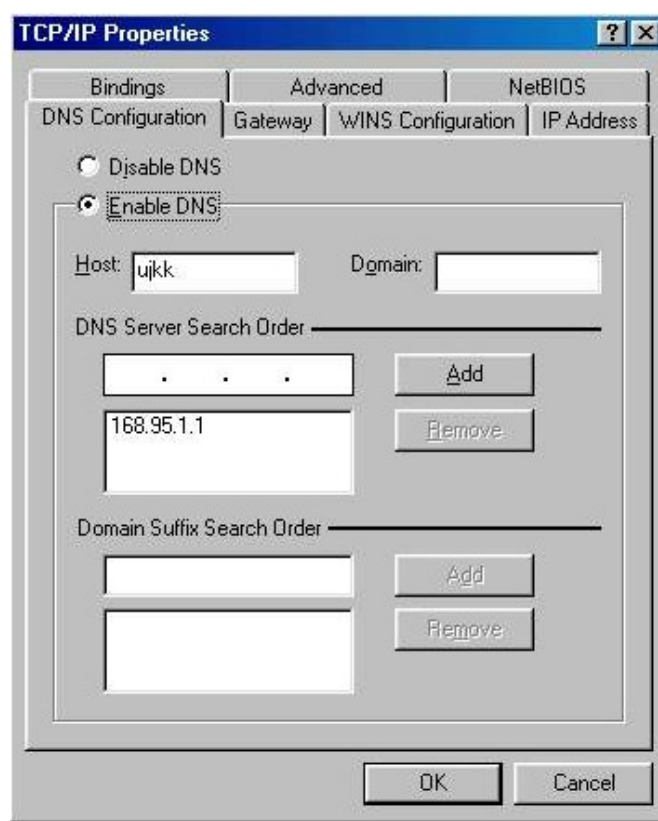 TCP/IP Properties
Bindings Advanced NetBIOS
DNS Configuration Gateway WINS Configuration IP Address
Disable DNS
Enable DNS
Host: ujkk Domain:
DNS Server Search Order
. . . Add
168.95.1.1 Remove
Domain Suffix Search Order
Add
Remove
OK Cancel